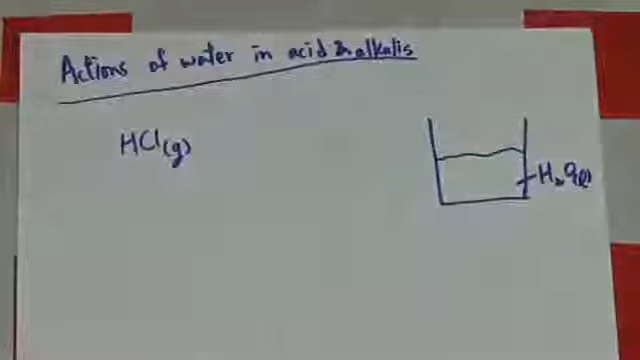 Actions of water in acid & alkalis
HCl(g)
H₂O(l)